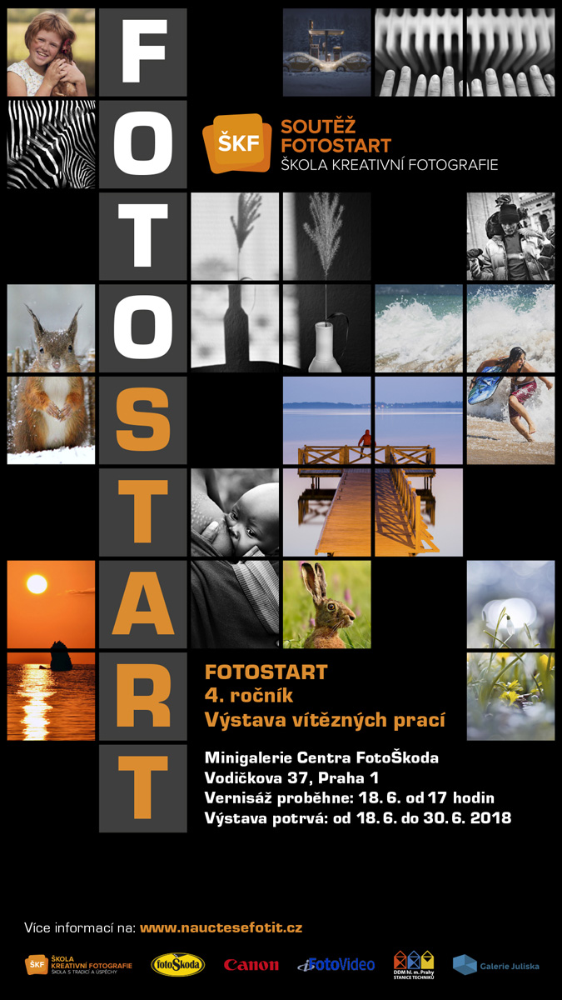 FOTOSTART
ŠKF
SOUTĚŽ
FOTOSTART
ŠKOLA KREATIVNÍ FOTOGRAFIE
FOTOSTART
4. ročník
Výstava vítězných prací
Minigalerie Centra FotoŠkoda
Vodičkova 37, Praha 1
Vernisáž proběhne: 18. 6. od 17 hodin
Výstava potrvá: od 18. 6. do 30. 6. 2018
Více informací na: www.nauctesefotit.cz
ŠKF
ŠKOLA
KREATIVNÍ FOTOGRAFIE
ŠKOLA S TRADICÍ A ÚSPĚCHY
fotoŠkoda
Canon
iFotoVideo
DDM hl. m. Prahy
STANICE TECHNIKŮ
Galerie Juliska